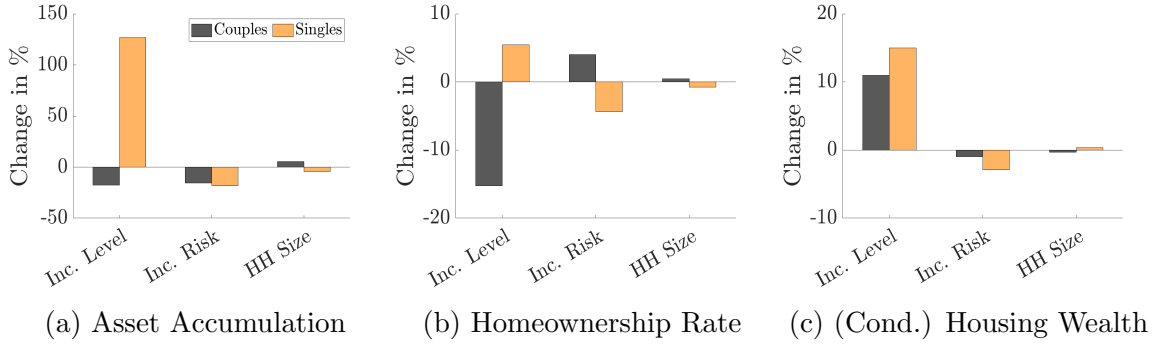 Change in %
150
100
50
0
-50
Couples Singles
Inc. Level
Inc. Risk
HH Size
(a) Asset Accumulation
Change in %
10
0
-10
-20
Inc. Level
Inc. Risk
HH Size
(b) Homeownership Rate
Change in %
20
10
0
-10
Inc. Level
Inc. Risk
HH Size
(c) (Cond.) Housing Wealth